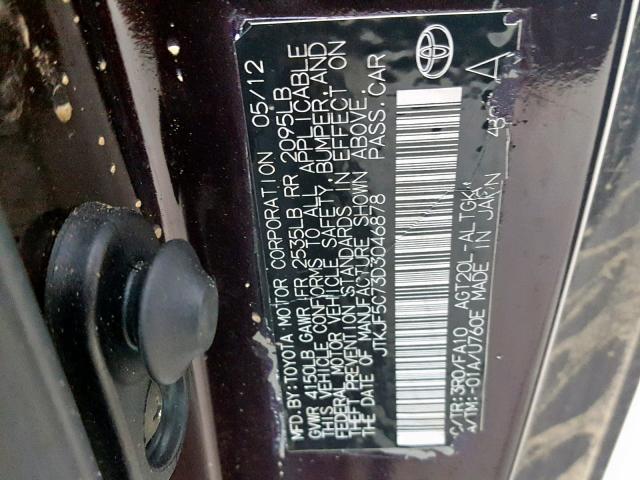 MFD.BY:TOYOTA MOTOR CORPORATION 05/12
GVWR 4150LB GAWR FR 2535LB RR 2095LB
THIS VEHICLE CONFORMS TO ALL APPLICABLE
FEDERAL MOTOR VEHICLE SAFETY, BUMPER, AND
THEFT PREVENTION STANDARDS IN EFFECT ON
THE DATE OF MANUFACTURE SHOWN ABOVE.
JTKJF5C73D3046878 PASS.CAR
C/TR:3R0/FA10 AGT20L-ALTGKA
A/TM:-01A/U760E MADE IN JAPAN
A